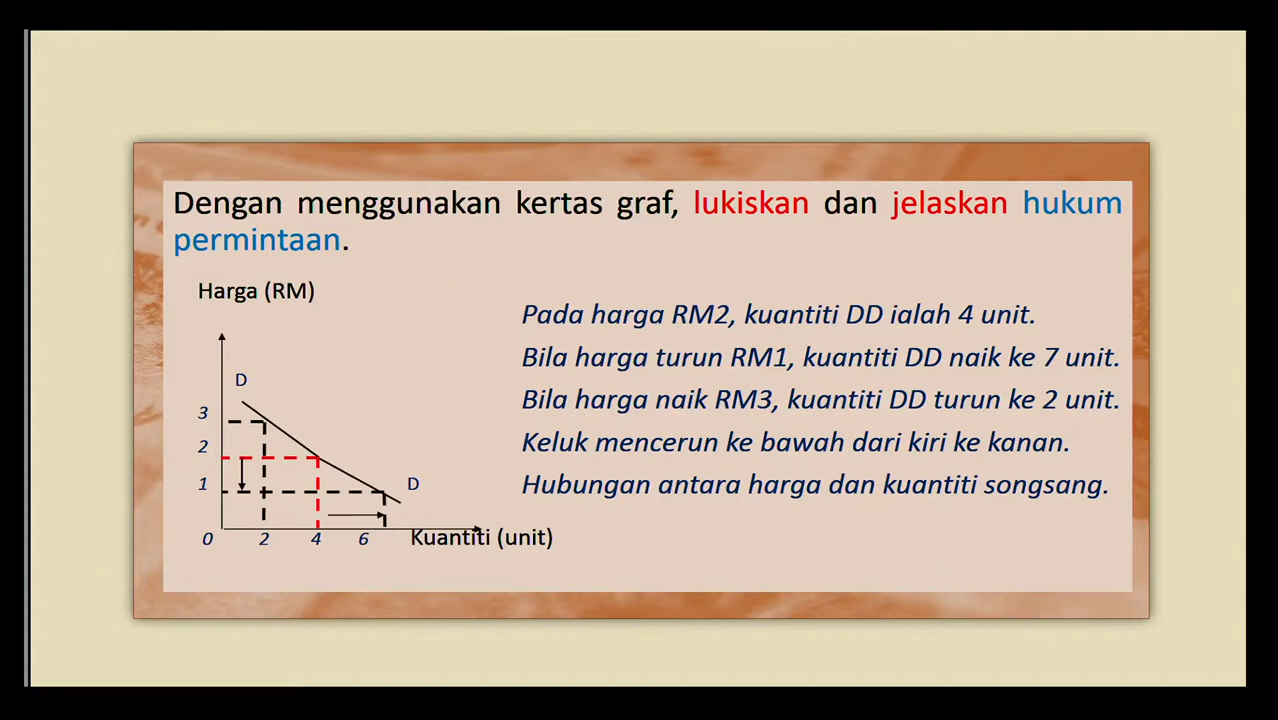 Dengan menggunakan kertas graf, lukiskan dan jelaskan hukum
permintaan.
Harga (RM)
Pada harga RM2, kuantiti DD ialah 4 unit.
Bila harga turun RM1, kuantiti DD naik ke 7 unit.
Bila harga naik RM3, kuantiti DD turun ke 2 unit.
Keluk mencerun ke bawah dari kiri ke kanan.
Hubungan antara harga dan kuantiti songsang.
D
3
2
1
D
0 2 4 6 Kuantiti (unit)